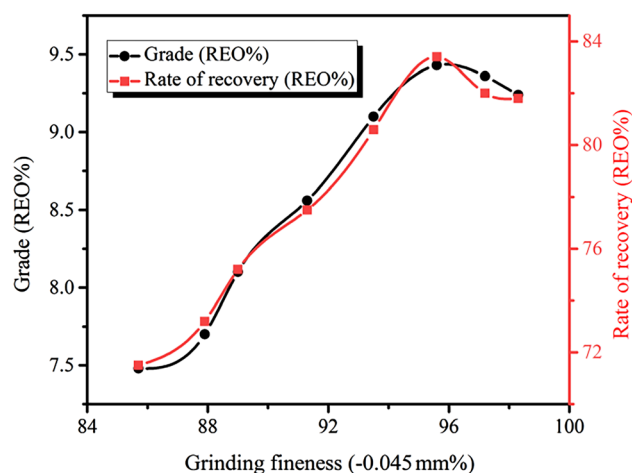 Grade (REO%)
Rate of recovery (REO%)
Grade (REO%)
9.5
9.0
8.5
8.0
7.5
84
80
76
72
Rate of recovery (REO%)
84
88
92
96
100
Grinding fineness (-0.045 mm%)